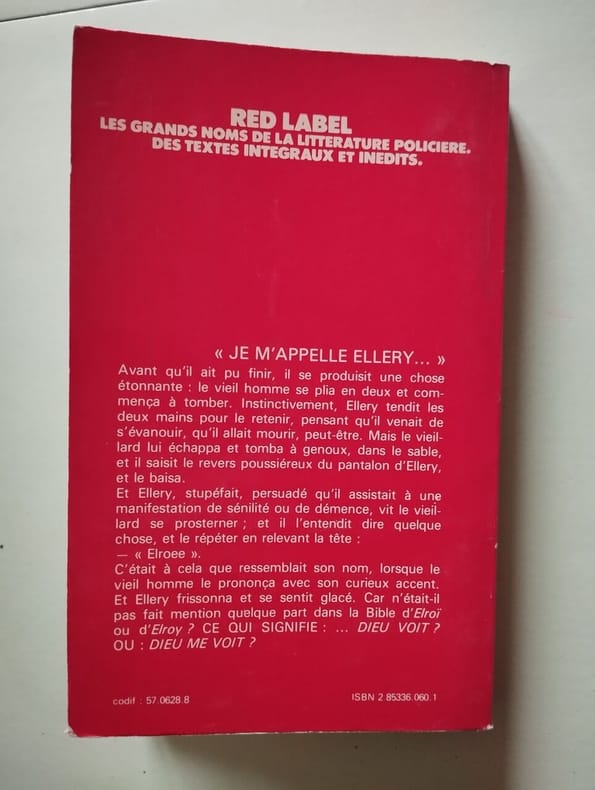 RED LABEL
LES GRANDS NOMS DE LA LITTERATURE POLICIERE.
DES TEXTES INTEGRAUX ET INEDITS.
« JE M'APPELLE ELLERY... »
Avant qu'il ait pu finir, il se produisit une chose
étonnante : le vieil homme se plia en deux et com-
mença à tomber. Instinctivement, Ellery tendit les
deux mains pour le retenir, pensant qu'il venait de
s'évanouir, qu'il allait mourir, peut-être. Mais le vieil-
lard lui échappa et tomba à genoux, dans le sable,
et il saisit le revers poussiéreux du pantalon d'Ellery,
et le baisa.
Et Ellery, stupéfait, persuadé qu'il assistait à une
manifestation de sénilité ou de démence, vit le vieil-
lard se prosterner ; et il l'entendit dire quelque
chose, et le répéter en relevant la tête :
— « Elroee ».
C'était à cela que ressemblait son nom, lorsque le
vieil homme le prononça avec son curieux accent.
Et Ellery frissonna et se sentit glacé. Car n'était-il
pas fait mention quelque part dans la Bible d'Elroï
ou d'Elroy ? CE QUI SIGNIFIE : ... DIEU VOIT ?
OU : DIEU ME VOIT ?
codif : 57.0628.8
ISBN 2.85336.060.1